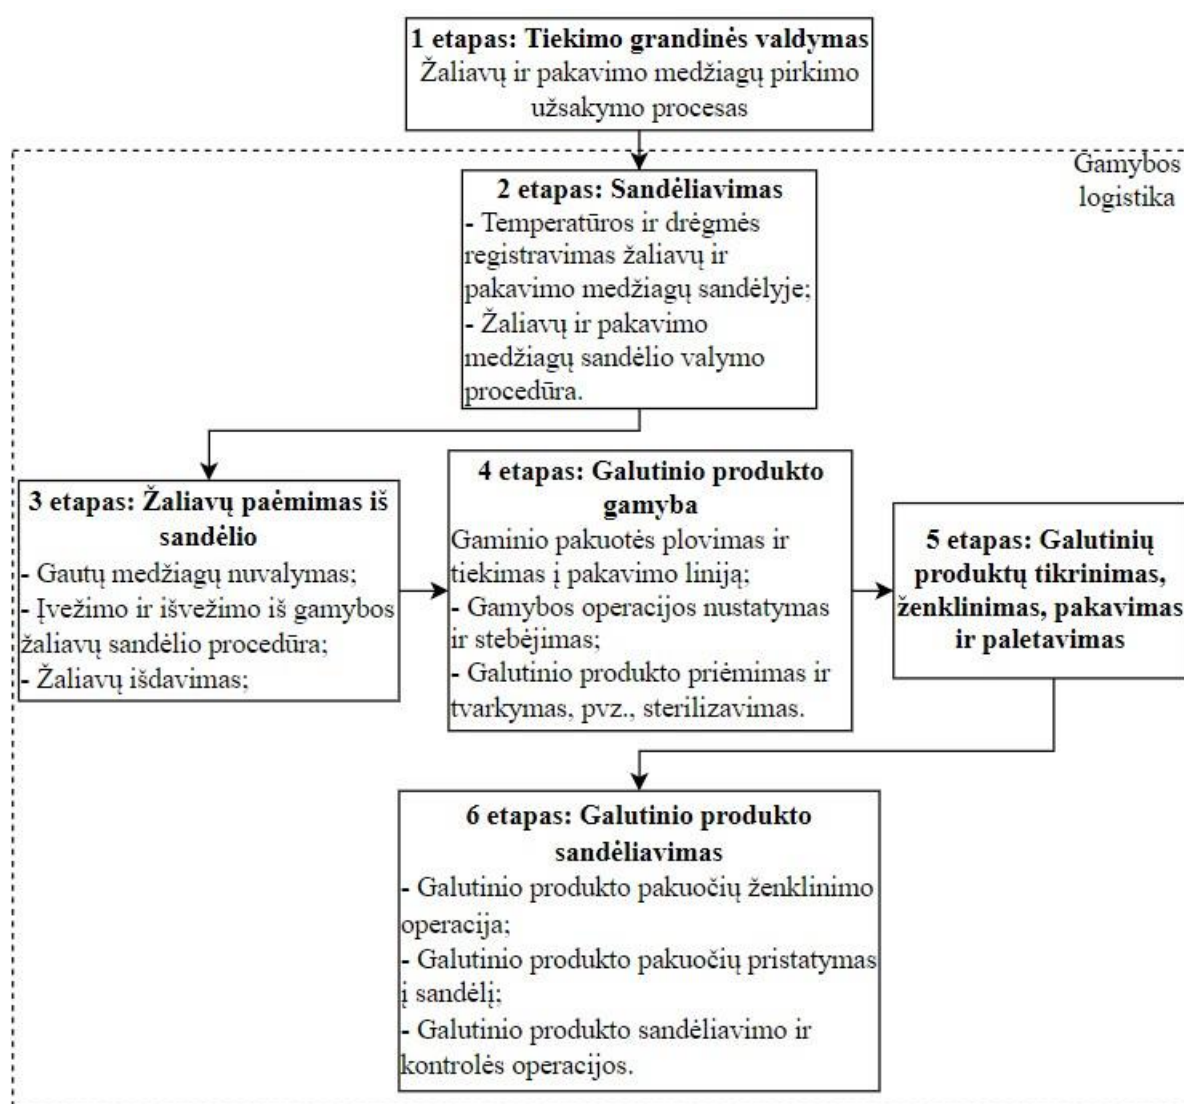 1 etapas: Tiekimo grandinės valdymas
Žaliavų ir pakavimo medžiagų pirkimo
užsakymo procesas
Gamybos
logistika
2 etapas: Sandėliavimas
- Temperatūros ir drėgmės
registravimas žaliavų ir
pakavimo medžiagų sandėlyje;
- Žaliavų ir pakavimo
medžiagų sandėlio valymo
procedūra.
3 etapas: Žaliavų paėmimas iš
sandėlio
- Gautų medžiagų nuvalymas;
- Įvežimo ir išvežimo iš gamybos
žaliavų sandėlio procedūra;
- Žaliavų išdavimas;
4 etapas: Galutinio produkto
gamyba
Gaminio pakuotės plovimas ir
tiekimas į pakavimo liniją;
- Gamybos operacijos nustatymas
ir stebėjimas;
- Galutinio produkto priėmimas ir
tvarkymas, pvz., sterilizavimas.
5 etapas: Galutinių
produktų tikrinimas,
ženklinimas, pakavimas
ir paletavimas
6 etapas: Galutinio produkto
sandėliavimas
- Galutinio produkto pakuočių ženklinimo
operacija;
- Galutinio produkto pakuočių pristatymas
į sandėlį;
- Galutinio produkto sandėliavimo ir
kontrolės operacijos.